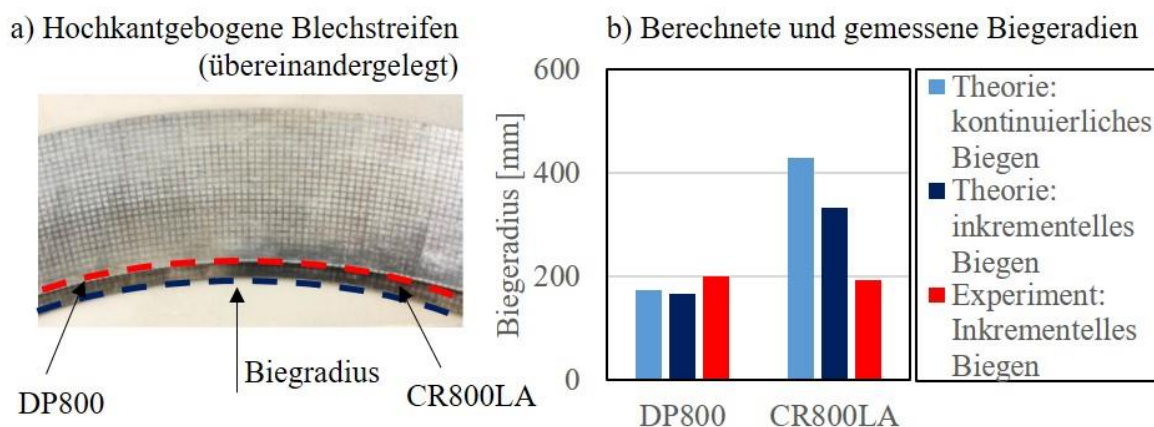 a) Hochkantgebogene Blechstreifen
(übereinandergelegt)
DP800
Biegradius
CR800LA
b) Berechnete und gemessene Biegeradien
Biegeradius [mm]
600
400
200
0
DP800
CR800LA
Theorie:
kontinuierliches
Biegen
Theorie:
inkrementelles
Biegen
Experiment:
Inkrementelles
Biegen